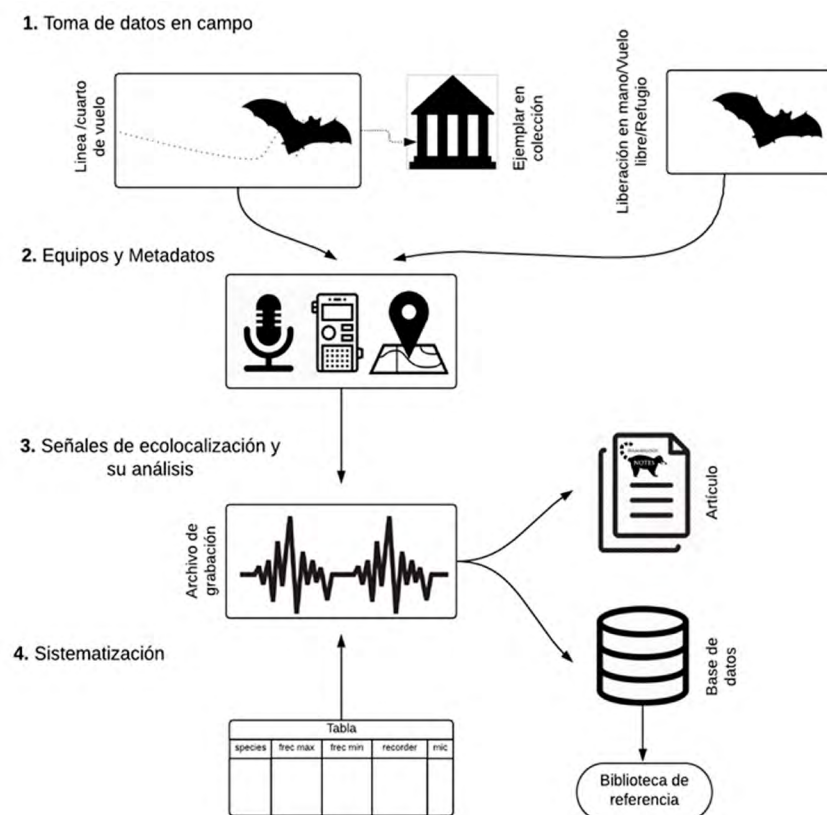 1. Toma de datos en campo
Linea /cuarto
de vuelo
Ejemplar en
colección
Liberación en mano/Vuelo
libre/Refugio
2. Equipos y Metadatos
3. Señales de ecolocalización y
su análisis
Archivo de
grabación
NOTES
Artículo
4. Sistematización
Base de
datos
Tabla
species frec max frec min recorder mic
Biblioteca de
referencia